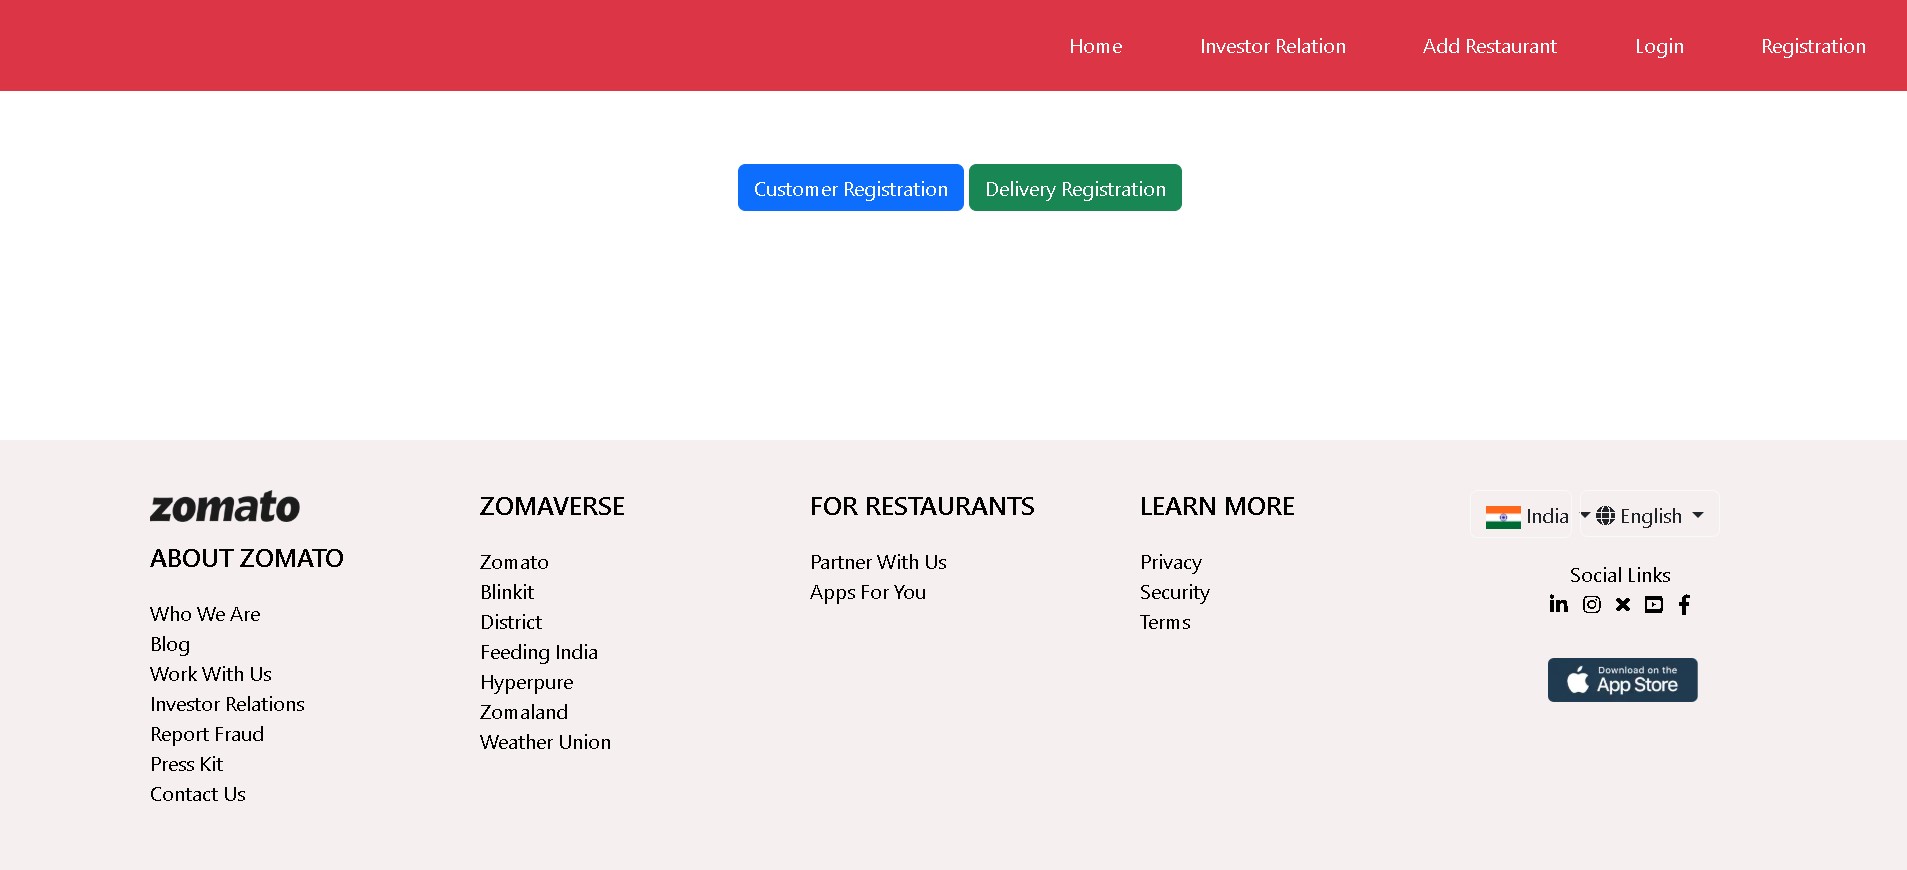 Home Investor Relation Add Restaurant Login Registration
Customer Registration Delivery Registration
zomato
ABOUT ZOMATO
Who We Are
Blog
Work With Us
Investor Relations
Report Fraud
Press Kit
Contact Us
ZOMAVERSE
Zomato
Blinkit
District
Feeding India
Hyperpure
Zomaland
Weather Union
FOR RESTAURANTS
Partner With Us
Apps For You
LEARN MORE
Privacy
Security
Terms
India English
Social Links
Download on the
App Store